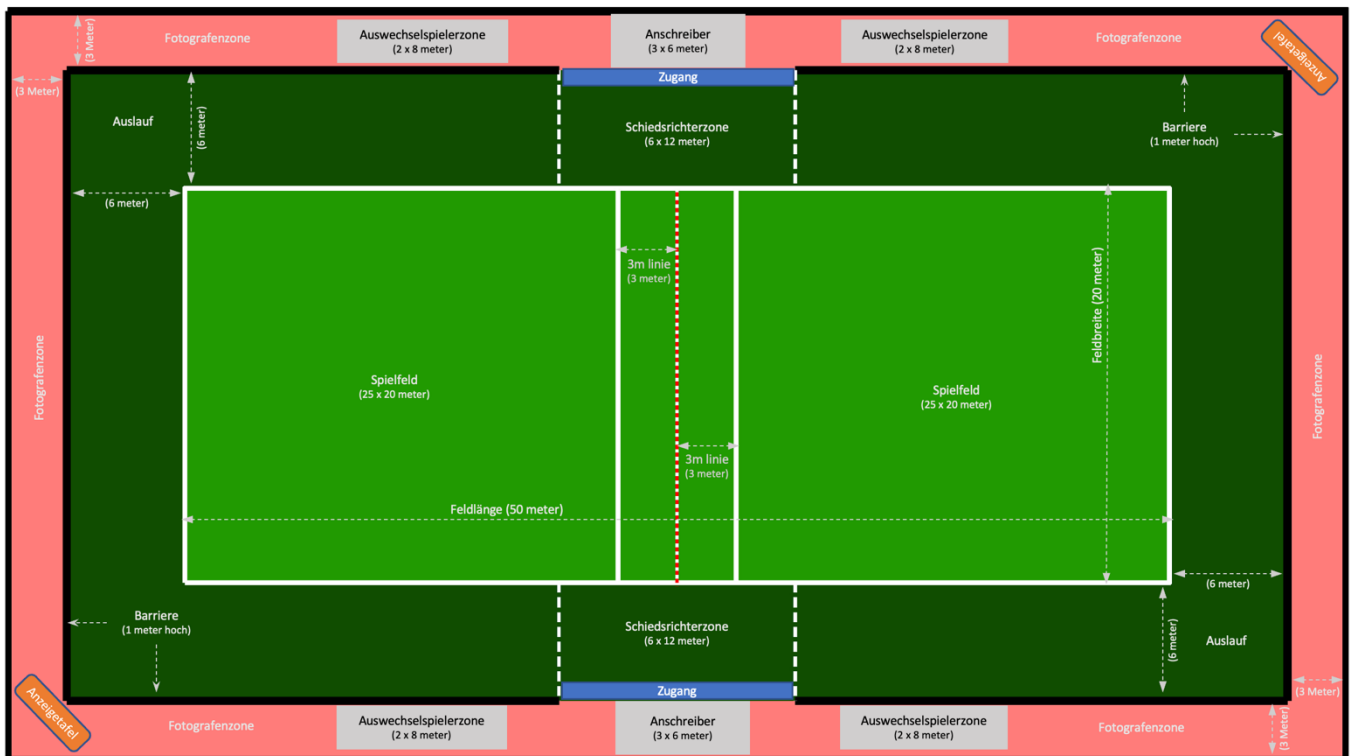 Fotografenzone
Auswechselspielerzone
(2 x 8 meter)
Anschreiber
(3 x 6 meter)
Auswechselspielerzone
(2 x 8 meter)
Fotografenzone
Anzeigetafel
(3 Meter)
(3 Meter)
Zugang
Auslauf
(6 meter)
Schiedsrichterzone
(6 x 12 meter)
Barriere
(1 meter hoch)
(6 meter)
3m linie
(3 meter)
Feldbreite (20 meter)
Fotografenzone
Spielfeld
(25 x 20 meter)
Spielfeld
(25 x 20 meter)
Fotografenzone
3m linie
(3 meter)
Feldlänge (50 meter)
(6 meter)
Barriere
(1 meter hoch)
Schiedsrichterzone
(6 x 12 meter)
(6 meter)
Auslauf
Zugang
(3 Meter)
Anzeigetafel
Fotografenzone
Auswechselspielerzone
(2 x 8 meter)
Anschreiber
(3 x 6 meter)
Auswechselspielerzone
(2 x 8 meter)
Fotografenzone
(3 Meter)